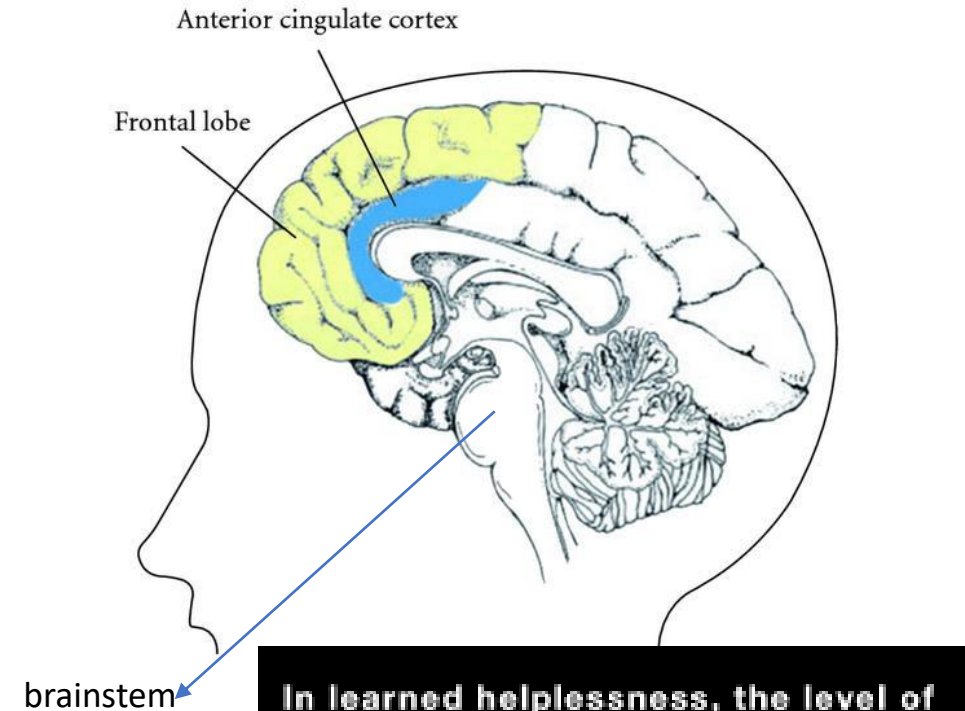 Anterior cingulate cortex
Frontal lobe
brainstem
In learned helplessness, the level of